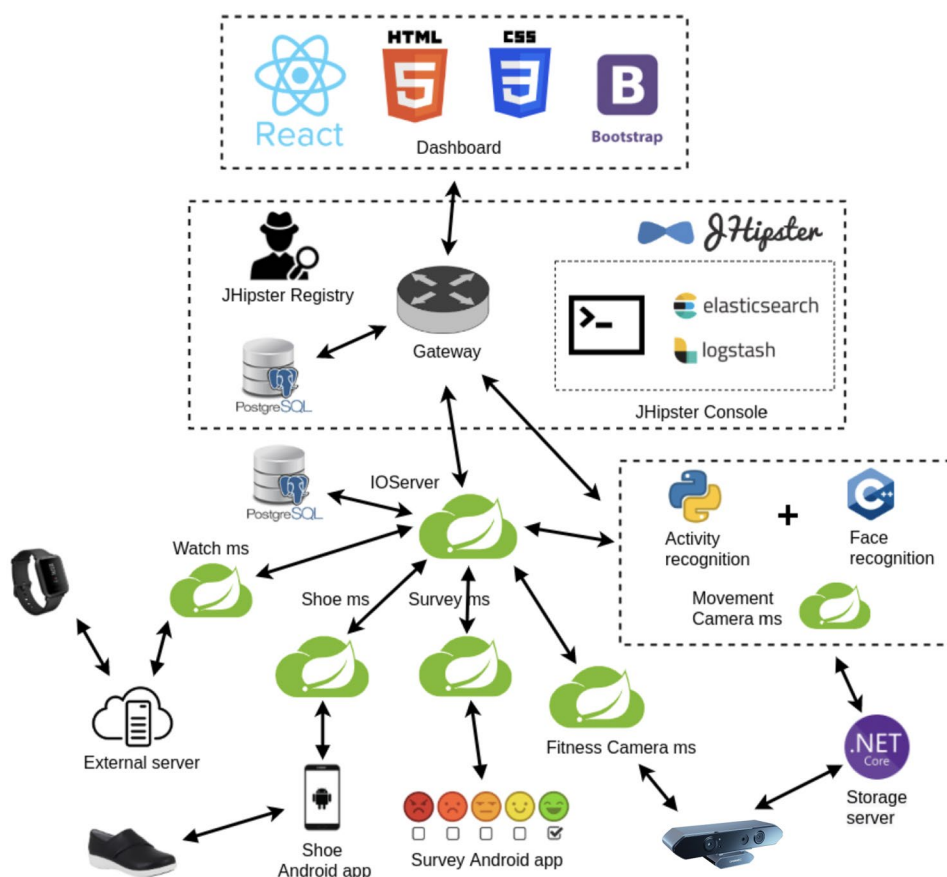 HTML
CSS
5
3
B
React
Bootstrap
Dashboard
JHipster
JHipster Registry
>_
elasticsearch
logstash
Gateway
PostgreSQL
JHipster Console
IOServer
PostgreSQL
C++
+
Activity
recognition
Face
recognition
Watch ms
Shoe ms
Survey ms
Movement
Camera ms
External server
Fitness Camera ms
.NET
Core
Storage
server
Shoe
Android app
Survey Android app